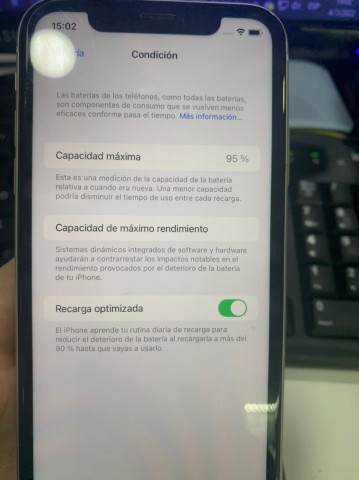 15:02
ía
Condición
Las baterías de los teléfonos, como todas las baterías,
son componentes de consumo que se vuelven menos
eficaces conforme pasa el tiempo. Más información...
Capacidad máxima 95 %
Esta es una medición de la capacidad de la batería
relativa a cuando era nueva. Una menor capacidad
podría disminuir el tiempo de uso entre cada recarga.
Capacidad de máximo rendimiento
Sistemas dinámicos integrados de software y hardware
ayudarán a contrarrestar los impactos notables en el
rendimiento provocados por el deterioro de la batería
de tu iPhone.
Recarga optimizada
El iPhone aprende tu rutina diaria de recarga para
reducir el deterioro de la batería al recargarla a más del
80 % hasta que vayas a usarlo.
ESP